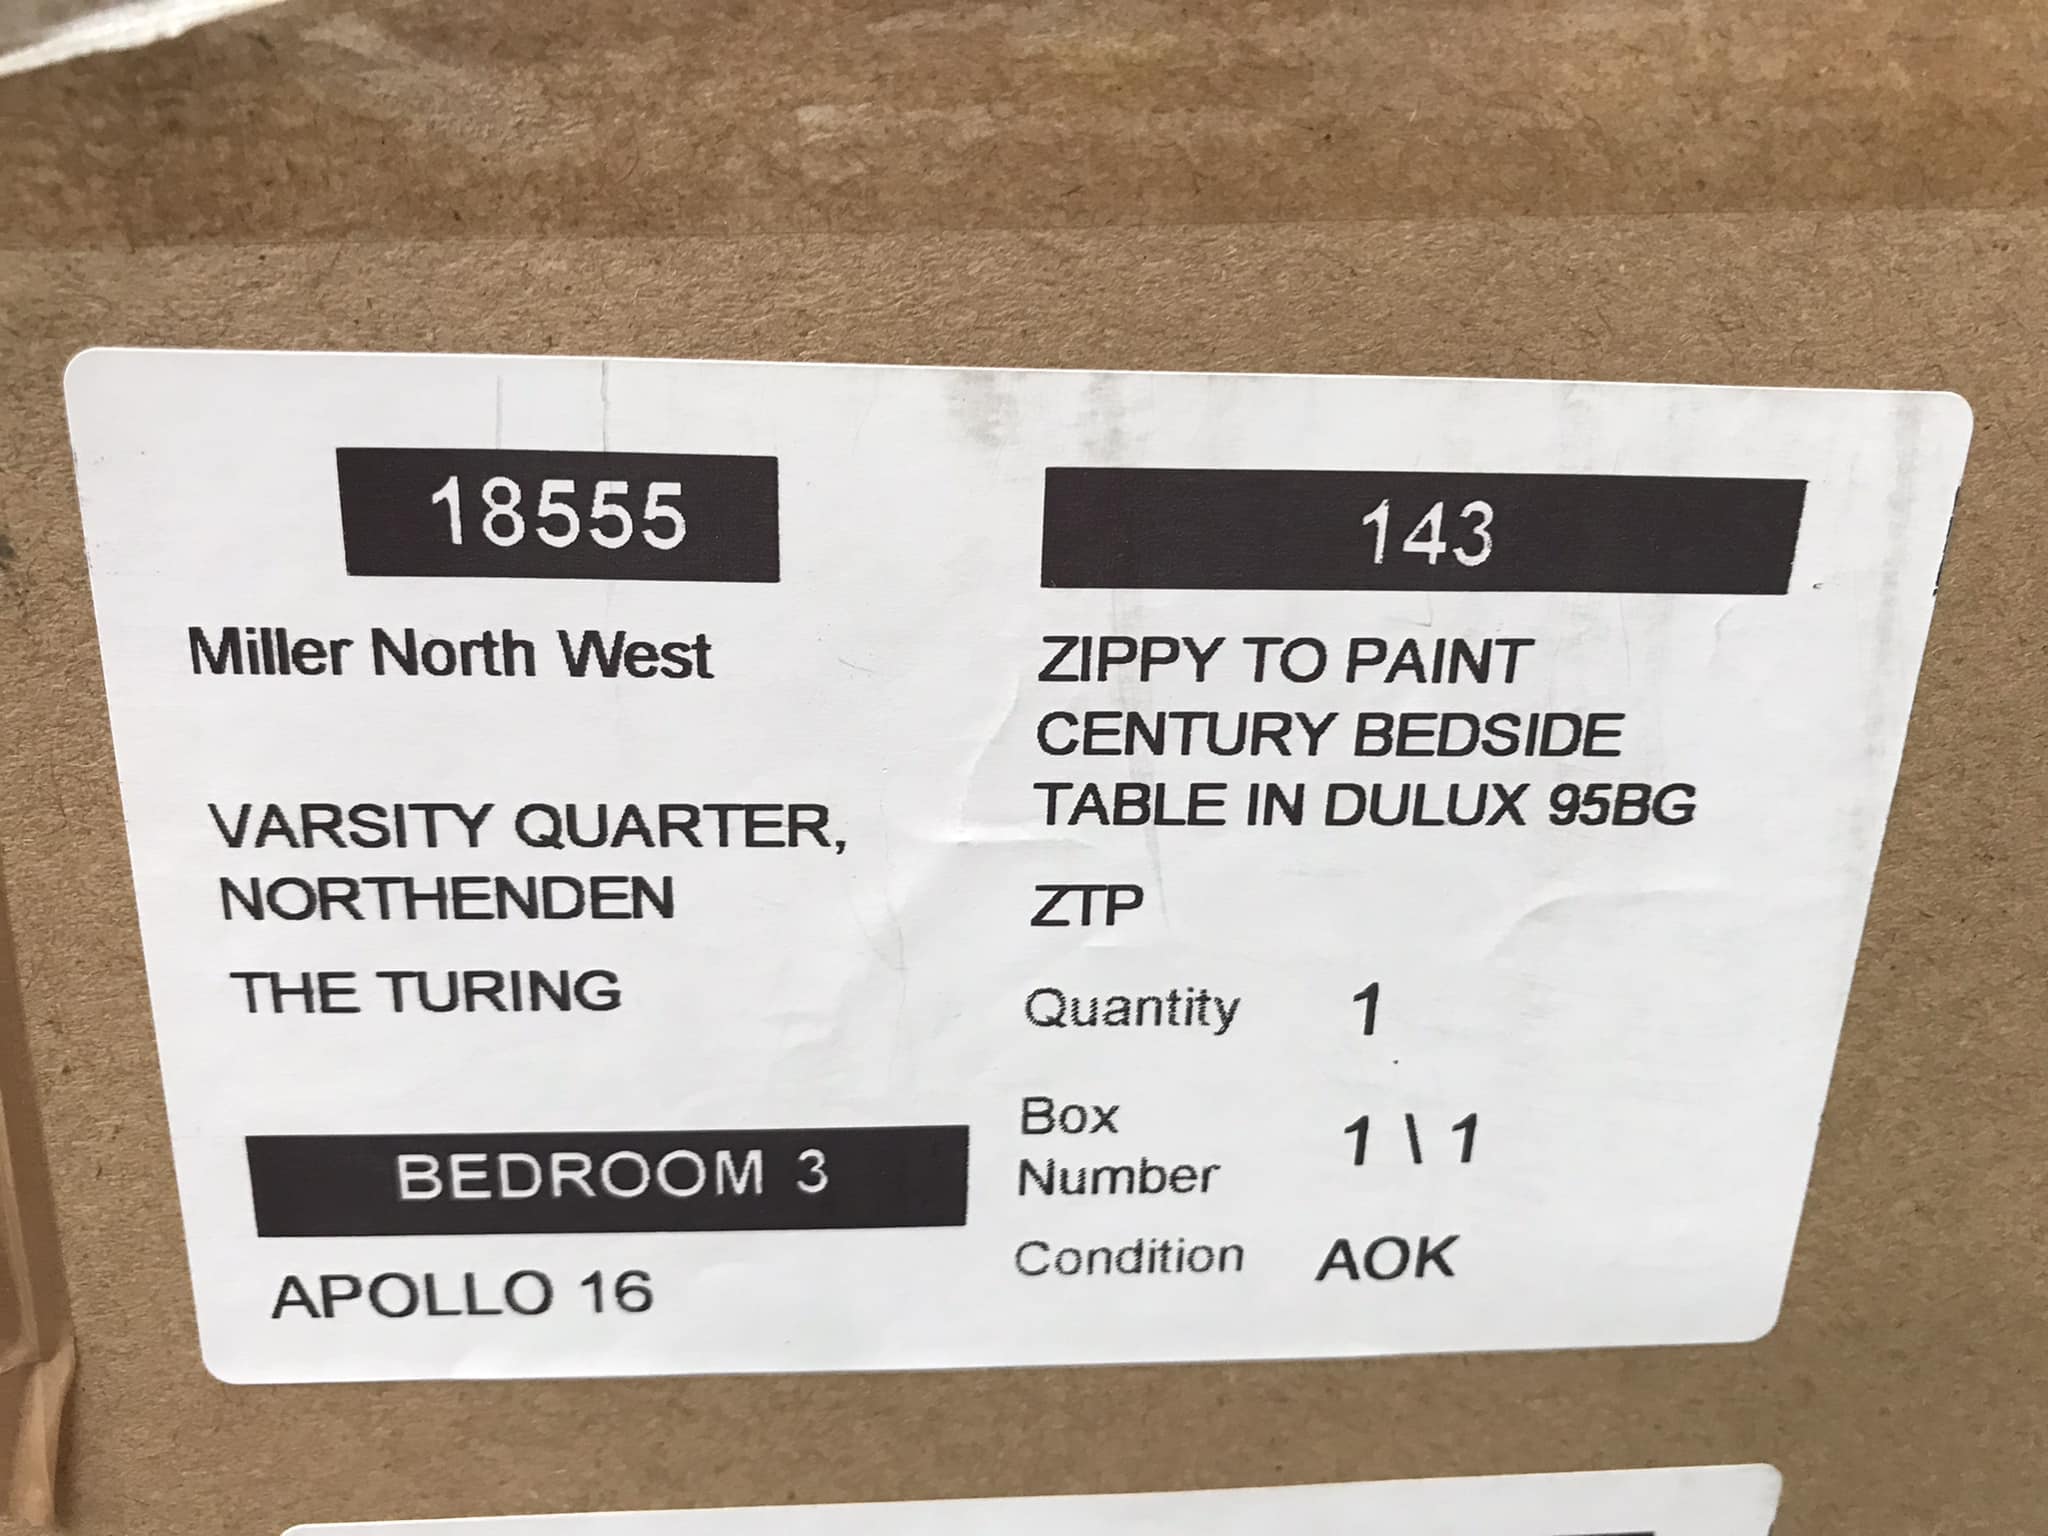 18555
Miller North West
VARSITY QUARTER,
NORTHENDEN
THE TURING
BEDROOM 3
APOLLO 16
143
ZIPPY TO PAINT
CENTURY BEDSIDE
TABLE IN DULUX 95BG
ZTP
Quantity 1
Box
Number 1 \ 1
Condition AOK